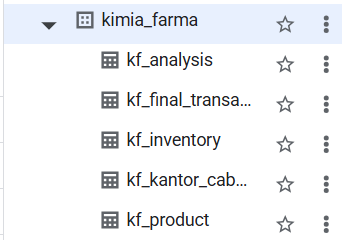 kimia_farma
kf_analysis
kf_final_transa...
kf_inventory
kf_kantor_cab...
kf_product